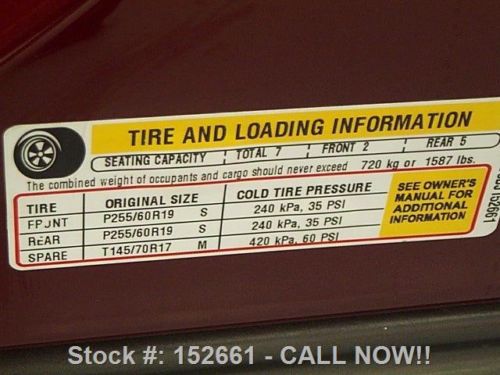 TIRE AND LOADING INFORMATION
SEATING CAPACITY TOTAL 7 FRONT 2 REAR 5
The combined weight of occupants and cargo should never exceed 720 kg or 1587 lbs.
TIRE ORIGINAL SIZE COLD TIRE PRESSURE
FRONT P255/60R19 S 240 kPa, 35 PSI
REAR P255/60R19 S 240 kPa, 35 PSI
SPARE T145/70R17 M 420 kPa, 60 PSI
SEE OWNER'S
MANUAL FOR
ADDITIONAL
INFORMATION
Stock #: 152661 - CALL NOW!!